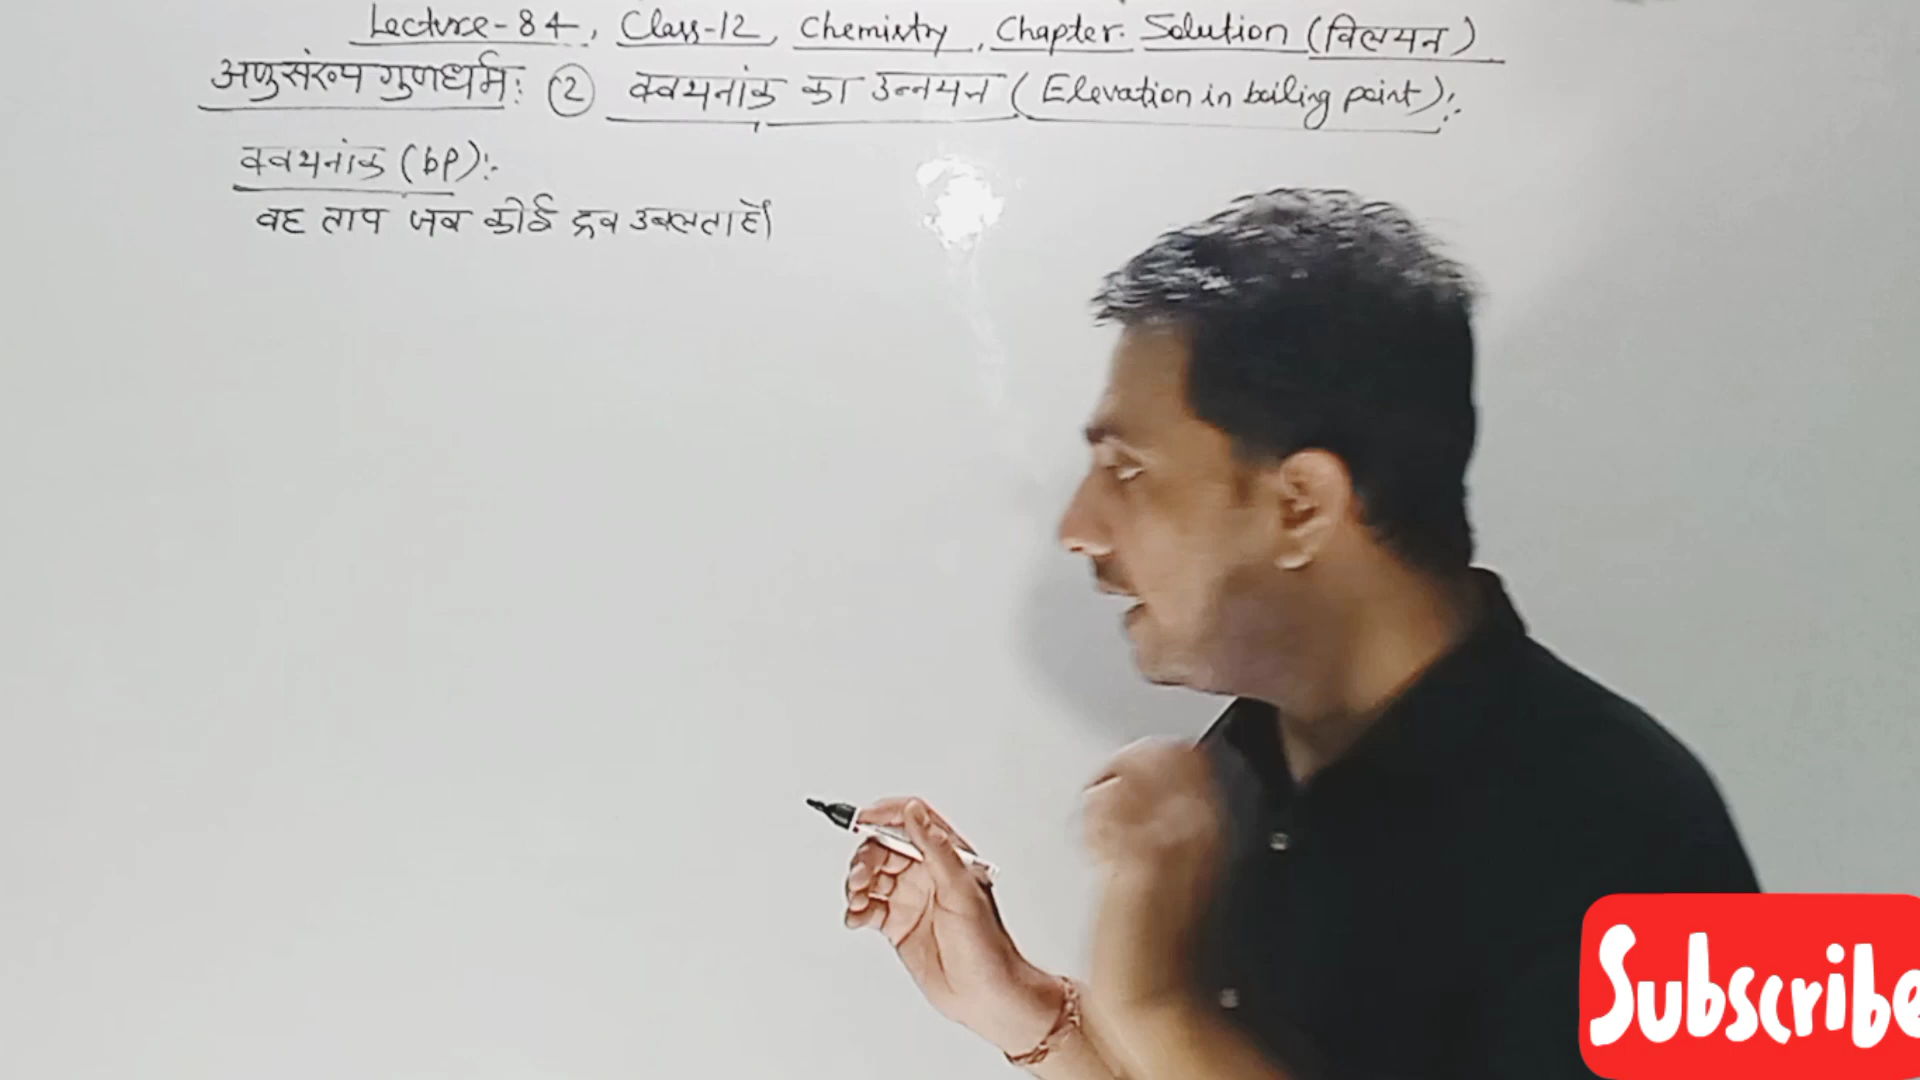 Lecture-84, Class-12, Chemistry, Chapter. Solution (विलयन)
अणुसंरूप गुणधर्म: (2) क्वथनांक का उन्नयन (Elevation in boiling point):.
क्वथनांक (bp):-
वह ताप जब कोई द्रव उबलता है।
Subscribe